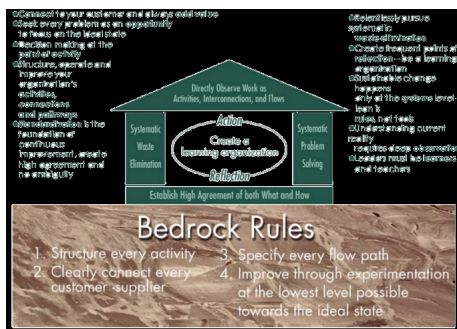 Connect to your customer and always add value
Seek every problem as an opportunity
to focus on the ideal state
Decision making at the
point of activity
Structure, operate and
improve your
organization's
activities,
connections
and pathways
Standardization is the
foundation of
continuous
improvement, create
high agreement and
no ambiguity
Directly Observe Work as
Activities, Interconnections, and Flows
Systematic
Waste
Elimination
Action
Create a
learning organization
Reflection
Systematic
Problem
Solving
Establish High Agreement of both What and How
Relentlessly pursue
systematic
waste elimination
Create frequent points of
reflection-- be a learning
organization
Sustainable change
happens
only at the systems level--
lean is
rules, not tools
Understanding current
reality
requires deep observation
Leaders must be learners
and teachers
Bedrock Rules
1. Structure every activity
2. Clearly connect every
customer -supplier
3. Specify every flow path
4. Improve through experimentation
at the lowest level possible
towards the ideal state